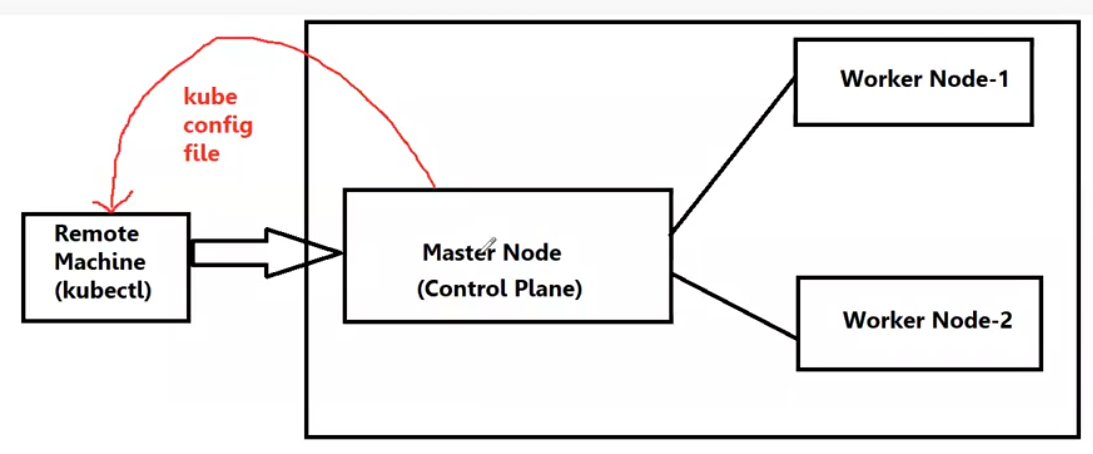 kube
config
file
Remote
Machine
(kubectl)
Master Node
(Control Plane)
Worker Node-1
Worker Node-2